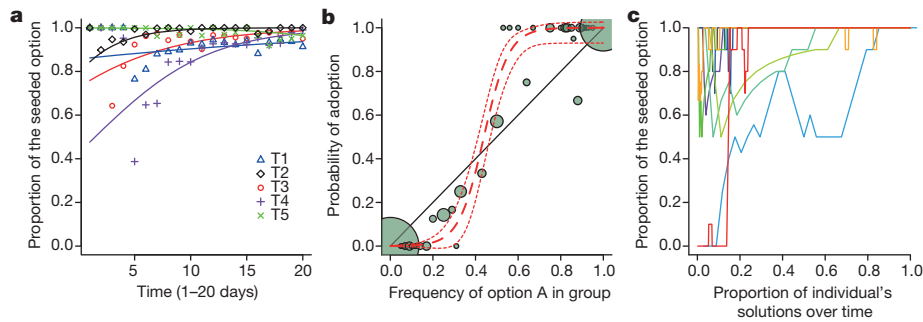 a
Proportion of the seeded option
1.0
0.8
0.6
0.4
0.2
0.0
T1
T2
T3
T4
T5
5 10 15 20
Time (1–20 days)
b
Probability of adoption
1.0
0.8
0.6
0.4
0.2
0.0
0.0 0.2 0.4 0.6 0.8 1.0
Frequency of option A in group
c
Proportion of the seeded option
1.0
0.8
0.6
0.4
0.2
0.0
0.0 0.2 0.4 0.6 0.8 1.0
Proportion of individual's
solutions over time